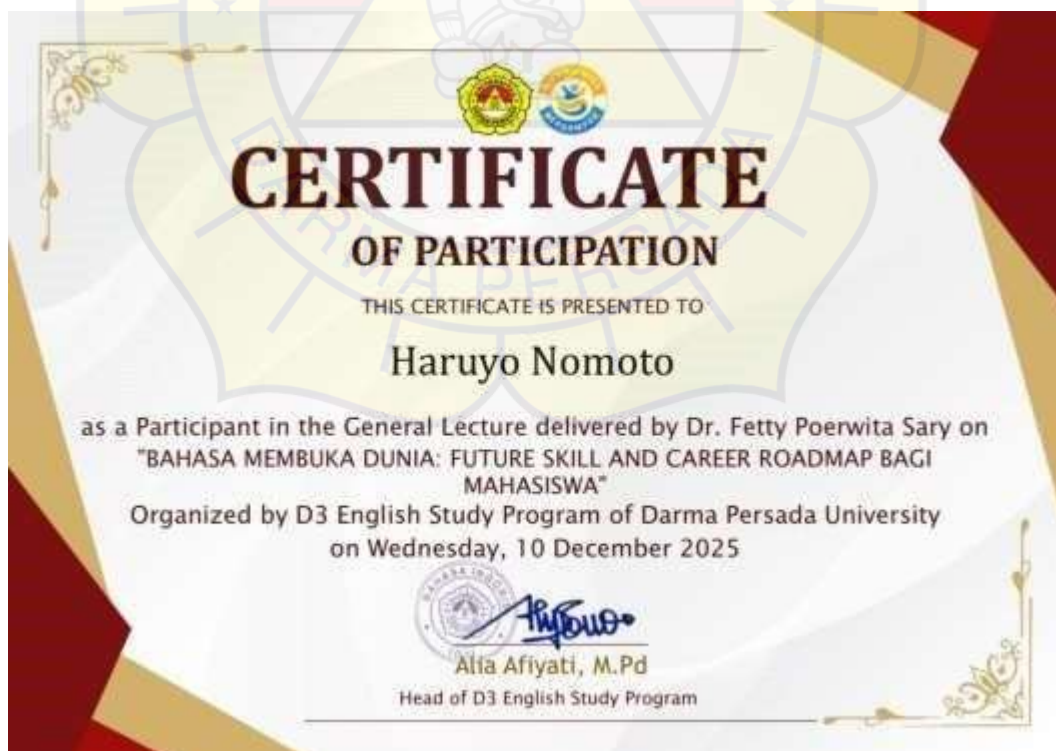 CERTIFICATE
OF PARTICIPATION
THIS CERTIFICATE IS PRESENTED TO
Haruyo Nomoto
as a Participant in the General Lecture delivered by Dr. Fetty Poerwita Sary on
"BAHASA MEMBUKA DUNIA: FUTURE SKILL AND CAREER ROADMAP BAGI
MAHASISWA"
Organized by D3 English Study Program of Darma Persada University
on Wednesday, 10 December 2025
Alia Afiyati, M.Pd
Head of D3 English Study Program
DARMA PERSADA